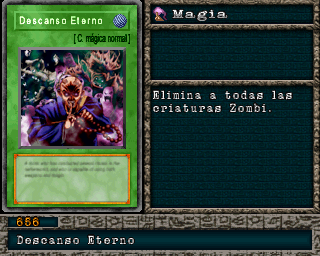 Descanso Eterno
[ C. mágica normal ]
Magia
Elimina a todas las
criaturas Zombi.
656
Descanso Eterno